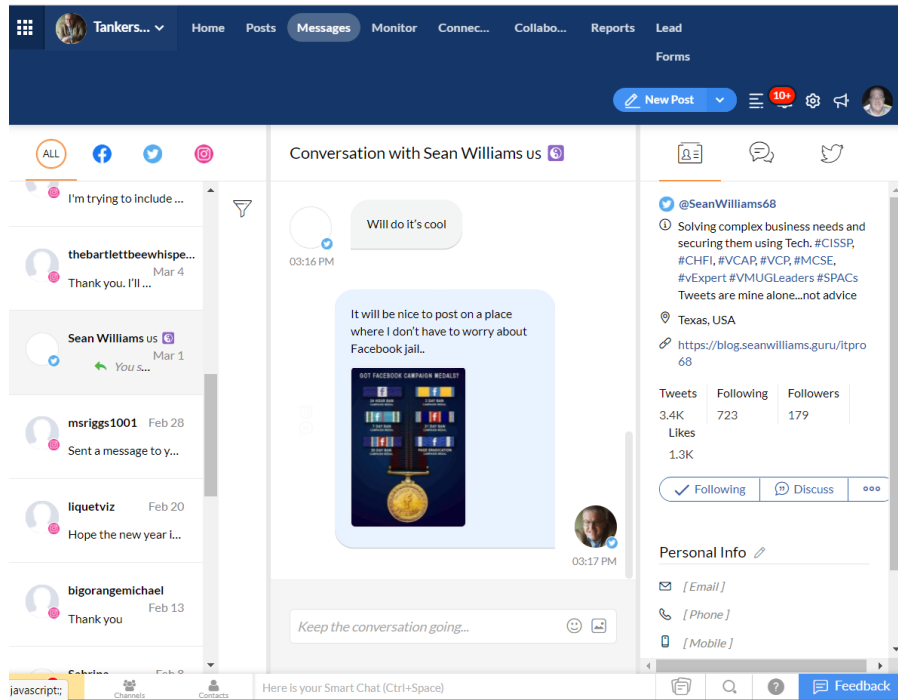 Tankers...
Home
Posts
Messages
Monitor
Connec...
Collabo...
Reports
Lead
Forms
New Post
10+
ALL
I'm trying to include ...
thebartlettbeewhispe...
Mar 4
Thank you. I'll ...
Sean Williams us
Mar 1
You s...
msriggs1001 Feb 28
Sent a message to y...
liquetviz Feb 20
Hope the new year i...
bigorangemichael
Feb 13
Thank you
Sabrina Feb 8
Conversation with Sean Williams us
Will do it's cool
03:16 PM
It will be nice to post on a place
where I don't have to worry about
Facebook jail..
GOT FACEBOOK CAMPAIGN MEDALS?
03:17 PM
Keep the conversation going...
@SeanWilliams68
Solving complex business needs and
securing them using Tech. #CISSP,
#CHFI, #VCAP, #VCP, #MCSE,
#vExpert #VMUGLeaders #SPACs
Tweets are mine alone...not advice
Texas, USA
https://blog.seanwilliams.guru/itpro
68
Tweets Following Followers
3.4K 723 179
Likes
1.3K
Following
Discuss
Personal Info
[ Email ]
[ Phone ]
[ Mobile ]
javascript:;
Channels
Contacts
Here is your Smart Chat (Ctrl+Space)
Feedback